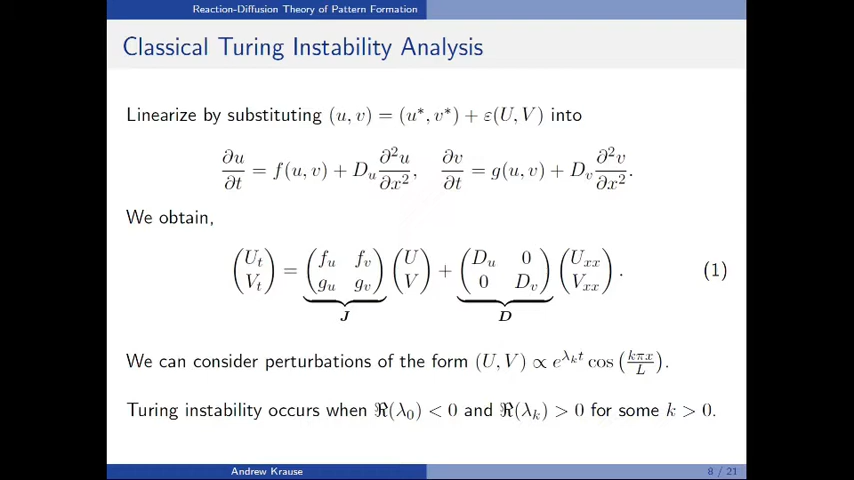 Reaction-Diffusion Theory of Pattern Formation
Classical Turing Instability Analysis
Linearize by substituting (u, v) = (u*, v*) + ε(U, V) into
∂u/∂t = f(u, v) + D_u ∂²u/∂x², ∂v/∂t = g(u, v) + D_v ∂²v/∂x².
We obtain,
(U_t V_t) = (f_u f_v g_u g_v) (U V) + (D_u 0 0 D_v) (U_xx V_xx). (1)
J D
We can consider perturbations of the form (U, V) ∝ e^{λ_k t} cos (kπx/L).
Turing instability occurs when ℜ(λ_0) < 0 and ℜ(λ_k) > 0 for some k > 0.
Andrew Krause 8 / 21